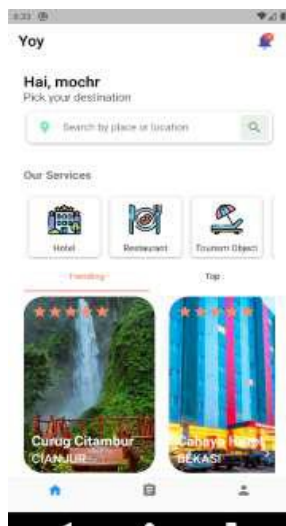 Yoy
Hai, mochr
Pick your destination
Search by place or location
Our Services
Hotel
Restaurant
Tourism Object
Trending
Top
Curug Citambur
CIANJUR
Cahaya Hotel
BEKASI